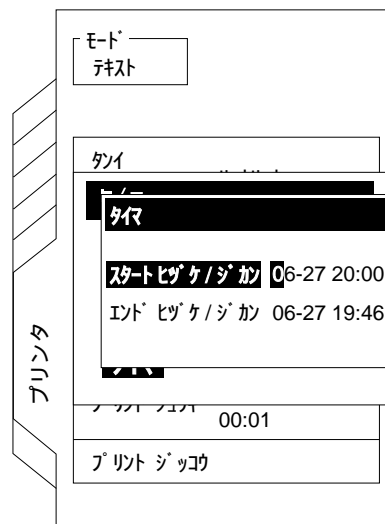 ﾓｰﾄﾞ
ﾃｷｽﾄ
ﾀﾝｲ
ﾀｲﾏ
ｽﾀｰﾄ ﾋﾂﾞｹ / ｼﾞｶﾝ 06-27 20:00
ｴﾝﾄﾞ ﾋﾂﾞｹ / ｼﾞｶﾝ 06-27 19:46
プリンタ
00:01
ﾌﾟﾘﾝﾄ ｼﾞｯｺｳ